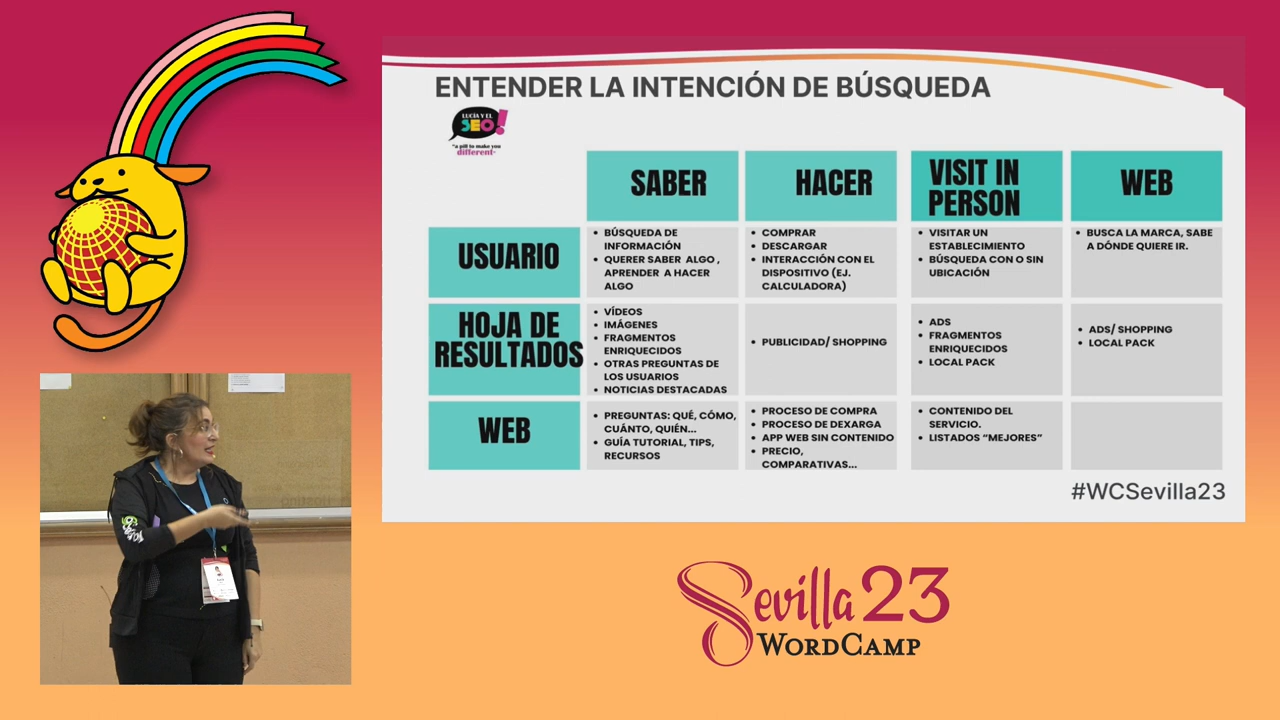 ENTENDER LA INTENCIÓN DE BÚSQUEDA
LUCÍA Y EL
SEO!
"a pill to make you
different"
SABER
HACER
VISIT IN
PERSON
WEB
USUARIO
• BÚSQUEDA DE
INFORMACIÓN
• QUERER SABER ALGO ,
APRENDER A HACER
ALGO
• COMPRAR
• DESCARGAR
• INTERACCIÓN CON EL
DISPOSITIVO (EJ.
CALCULADORA)
• VISITAR UN
ESTABLECIMIENTO
• BÚSQUEDA CON O SIN
UBICACIÓN
• BUSCA LA MARCA, SABE
A DÓNDE QUIERE IR.
HOJA DE
RESULTADOS
• VÍDEOS
• IMÁGENES
• FRAGMENTOS
ENRIQUECIDOS
• OTRAS PREGUNTAS DE
LOS USUARIOS
• NOTICIAS DESTACADAS
• PUBLICIDAD/ SHOPPING
• ADS
• FRAGMENTOS
ENRIQUECIDOS
• LOCAL PACK
• ADS/ SHOPPING
• LOCAL PACK
WEB
• PREGUNTAS: QUÉ, CÓMO,
CUÁNTO, QUIÉN...
• GUÍA TUTORIAL, TIPS,
RECURSOS
• PROCESO DE COMPRA
• PROCESO DE DEXARGA
• APP WEB SIN CONTENIDO
• PRECIO,
COMPARATIVAS...
• CONTENIDO DEL
SERVICIO.
• LISTADOS “MEJORES”
#WCSevilla23
Sevilla 23
WORDCAMP